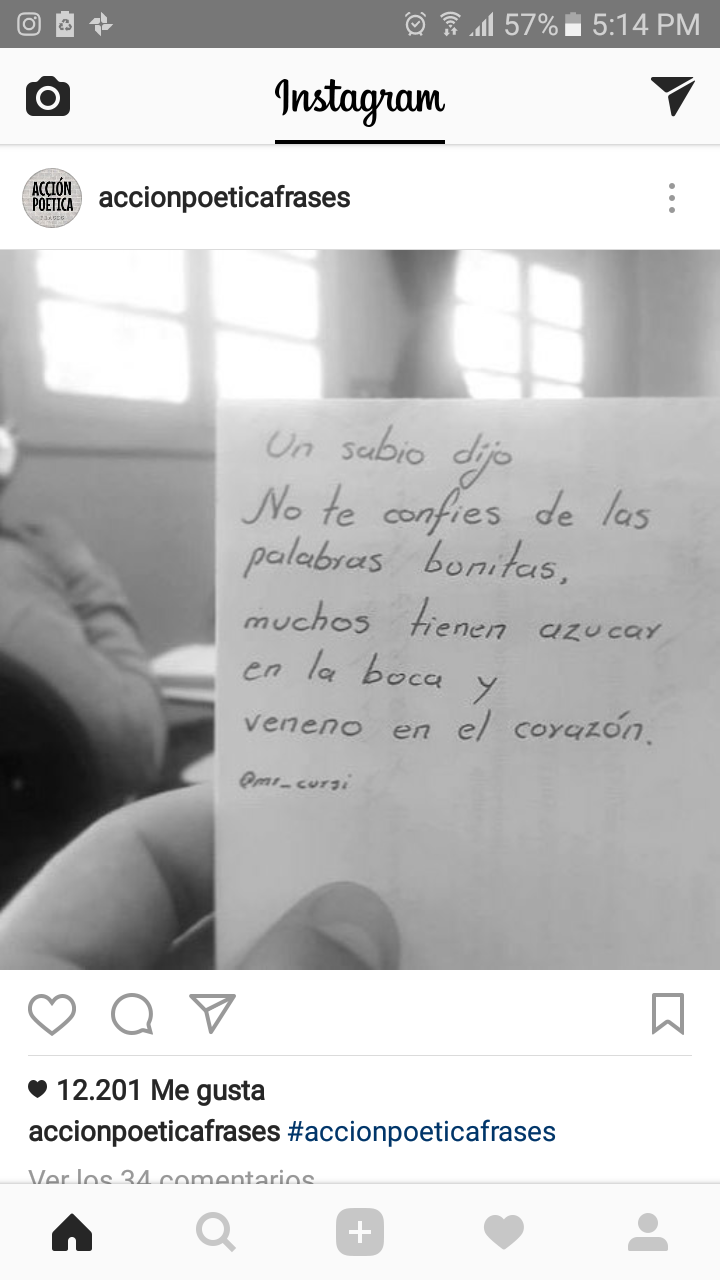 57% 5:14 PM
Instagram
ACCIÓN
POÉTICA
FRASES
accionpoeticafrases
Un sabio dijo
No te confies de las
palabras bonitas,
muchos tienen azucar
en la boca y
veneno en el corazón.
@mr_cursi
12.201 Me gusta
accionpoeticafrases #accionpoeticafrases
Ver los 34 comentarios